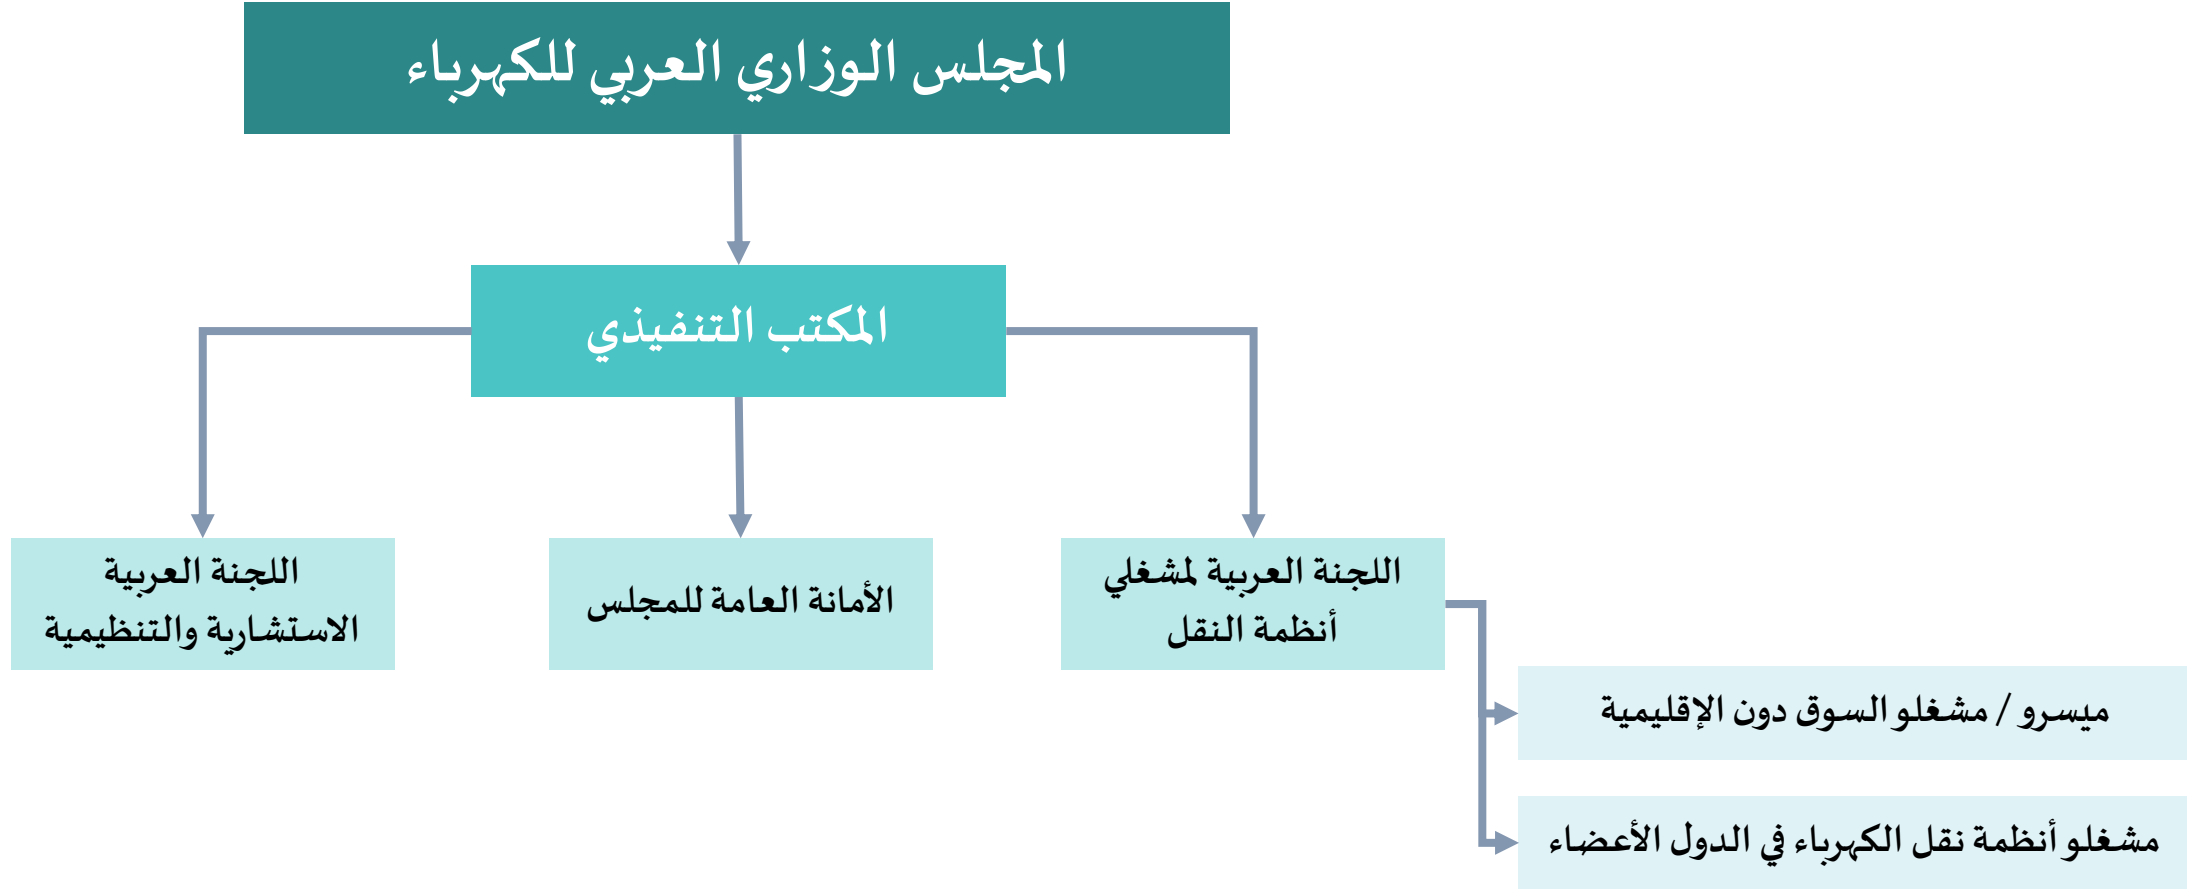 المجلس الوزاري العربي للكهرباء
المكتب التنفيذي
اللجنة العربية لمشغلي
أنظمة النقل
الأمانة العامة للمجلس
اللجنة العربية
الاستشارية والتنظيمية
ميسرو / مشغلو السوق دون الإقليمية
مشغلو أنظمة نقل الكهرباء في الدول الأعضاء